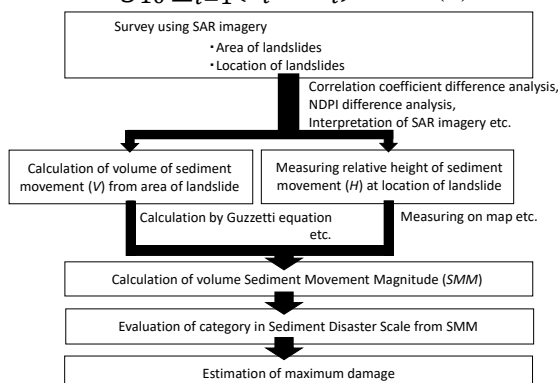 Survey using SAR imagery
・Area of landslides
・Location of landslides
Correlation coefficient difference analysis,
NDPI difference analysis,
Interpretation of SAR imagery etc.
Calculation of volume of sediment
movement (V) from area of landslide
Measuring relative height of sediment
movement (H) at location of landslide
Calculation by Guzzetti equation
etc.
Measuring on map etc.
Calculation of volume Sediment Movement Magnitude (SMM)
Evaluation of category in Sediment Disaster Scale from SMM
Estimation of maximum damage